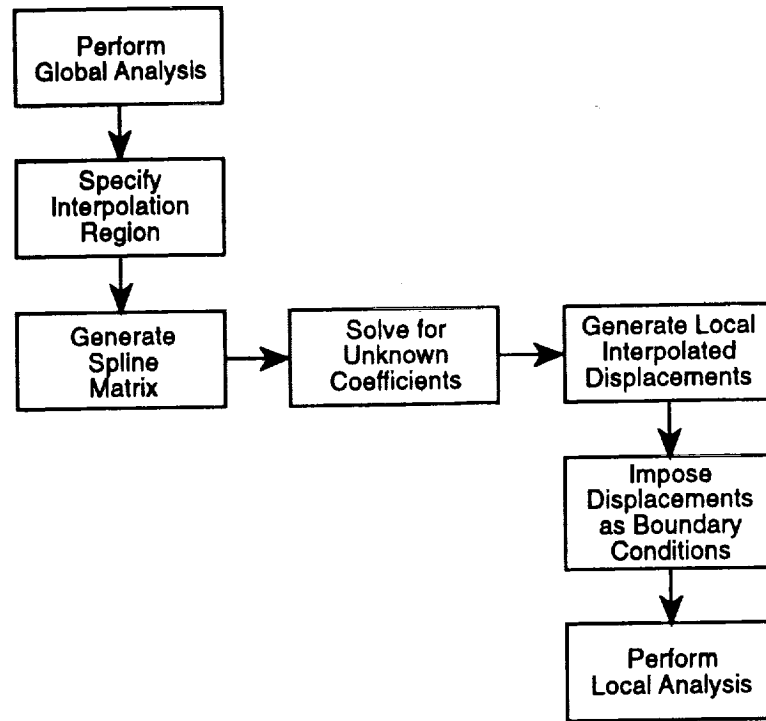 Perform
Global Analysis
Specify
Interpolation
Region
Generate
Spline
Matrix
Solve for
Unknown
Coefficients
Generate Local
Interpolated
Displacements
Impose
Displacements
as Boundary
Conditions
Perform
Local Analysis